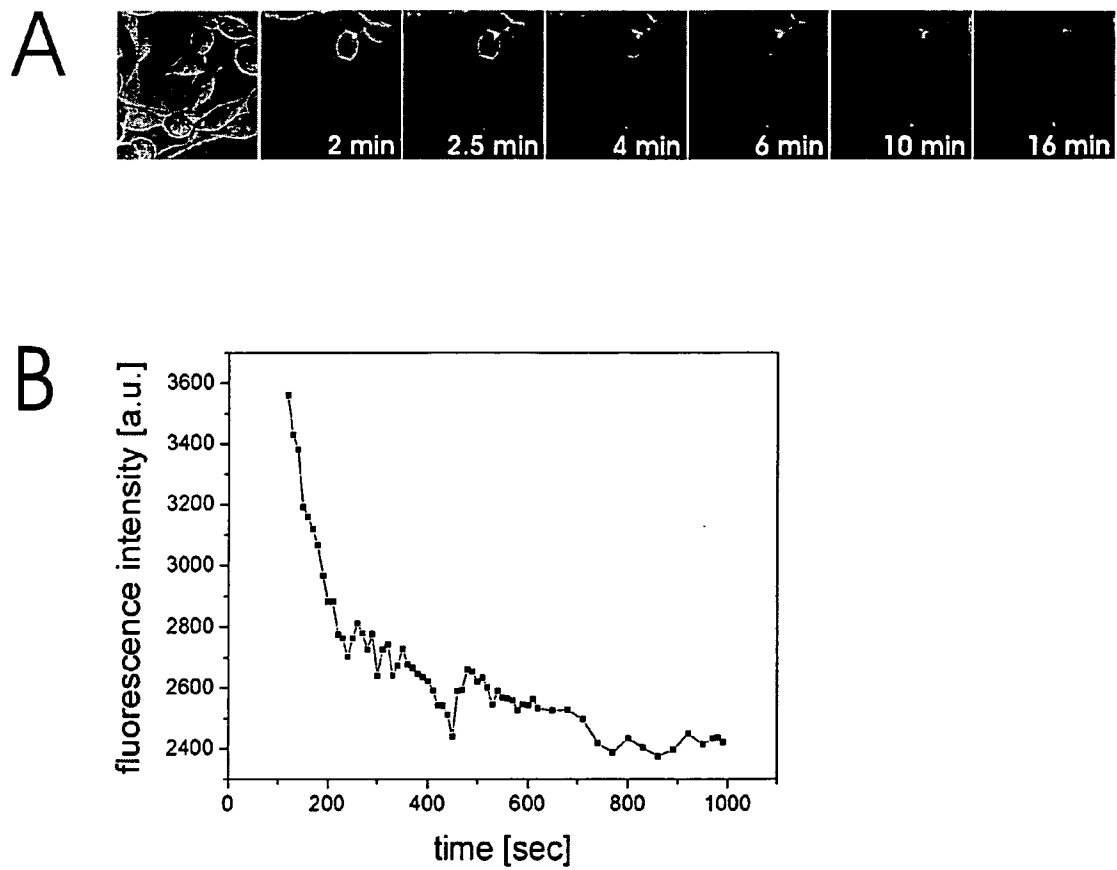 A
2 min
2.5 min
4 min
6 min
10 min
16 min
B
fluorescence intensity [a.u.]
3600
3400
3200
3000
2800
2600
2400
0
200
400
600
800
1000
time [sec]